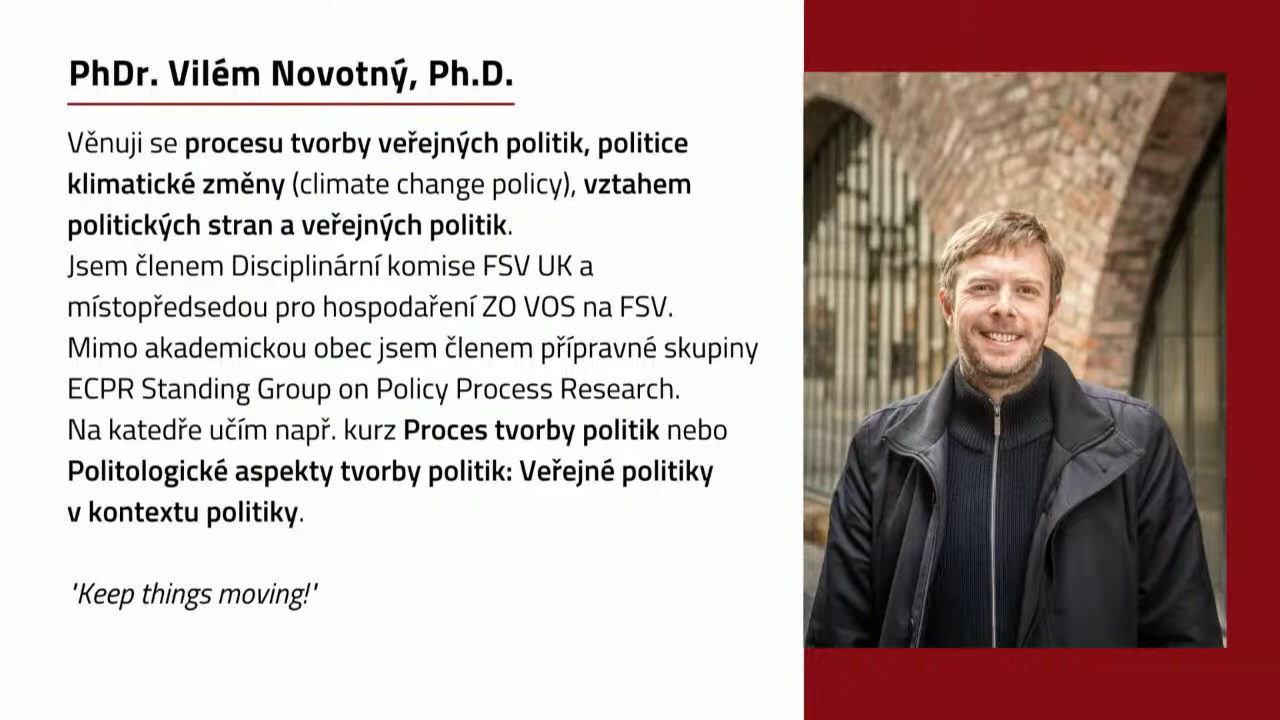 PhDr. Vilém Novotný, Ph.D.
Věnuji se procesu tvorby veřejných politik, politice
klimatické změny (climate change policy), vztahem
politických stran a veřejných politik.
Jsem členem Disciplinární komise FSV UK a
místopředsedou pro hospodaření ZO VOS na FSV.
Mimo akademickou obec jsem členem přípravné skupiny
ECPR Standing Group on Policy Process Research.
Na katedře učím např. kurz Proces tvorby politik nebo
Politologické aspekty tvorby politik: Veřejné politiky
v kontextu politiky.
'Keep things moving!'